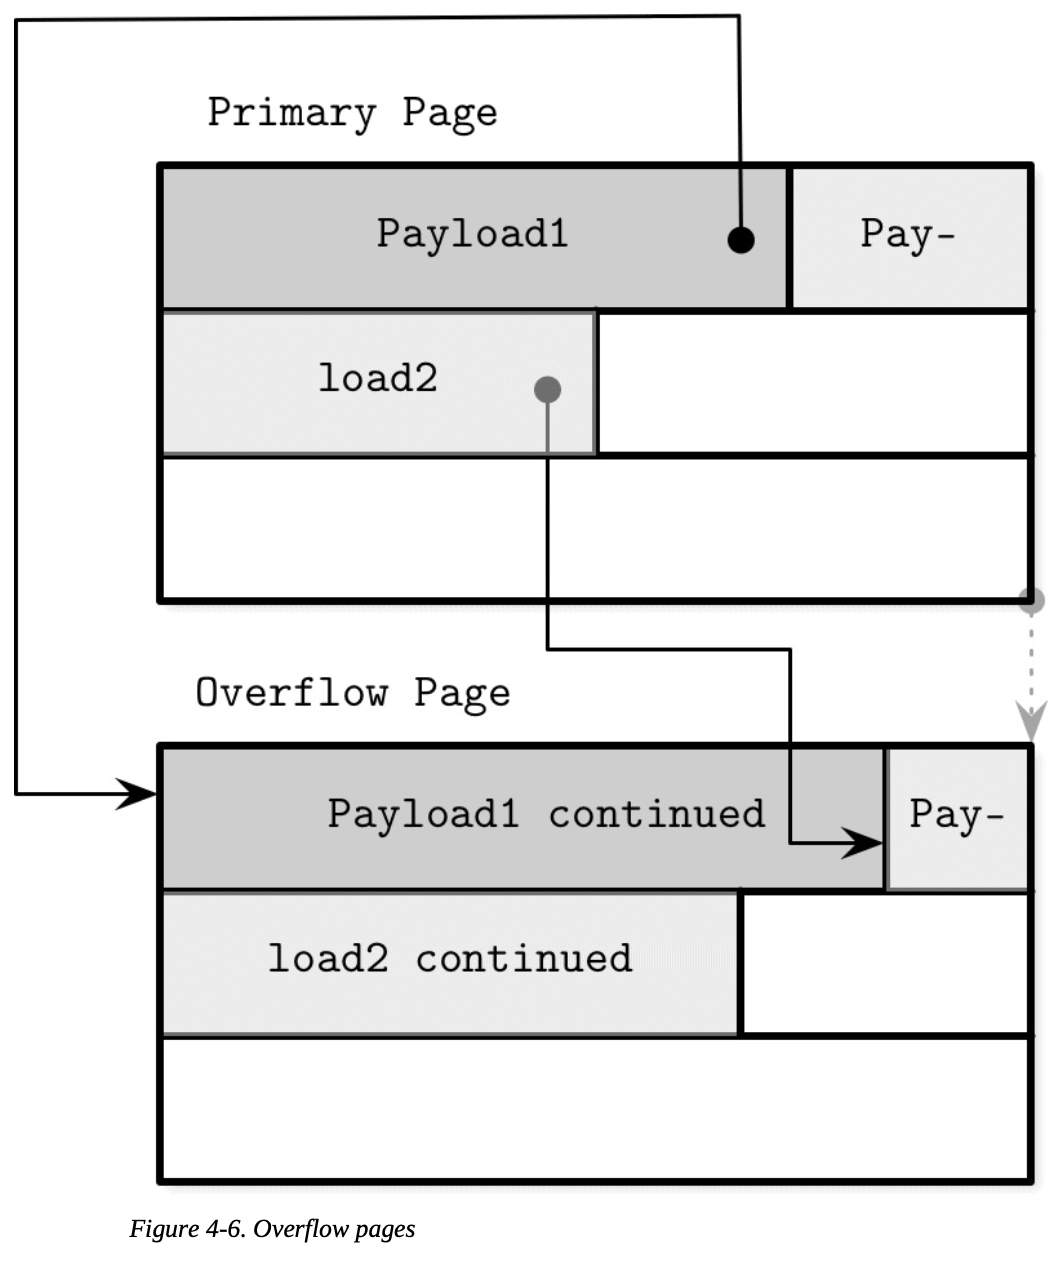 Primary Page
Payload1
Pay-
load2
Overflow Page
Payload1 continued
Pay-
load2 continued
Figure 4-6. Overflow pages